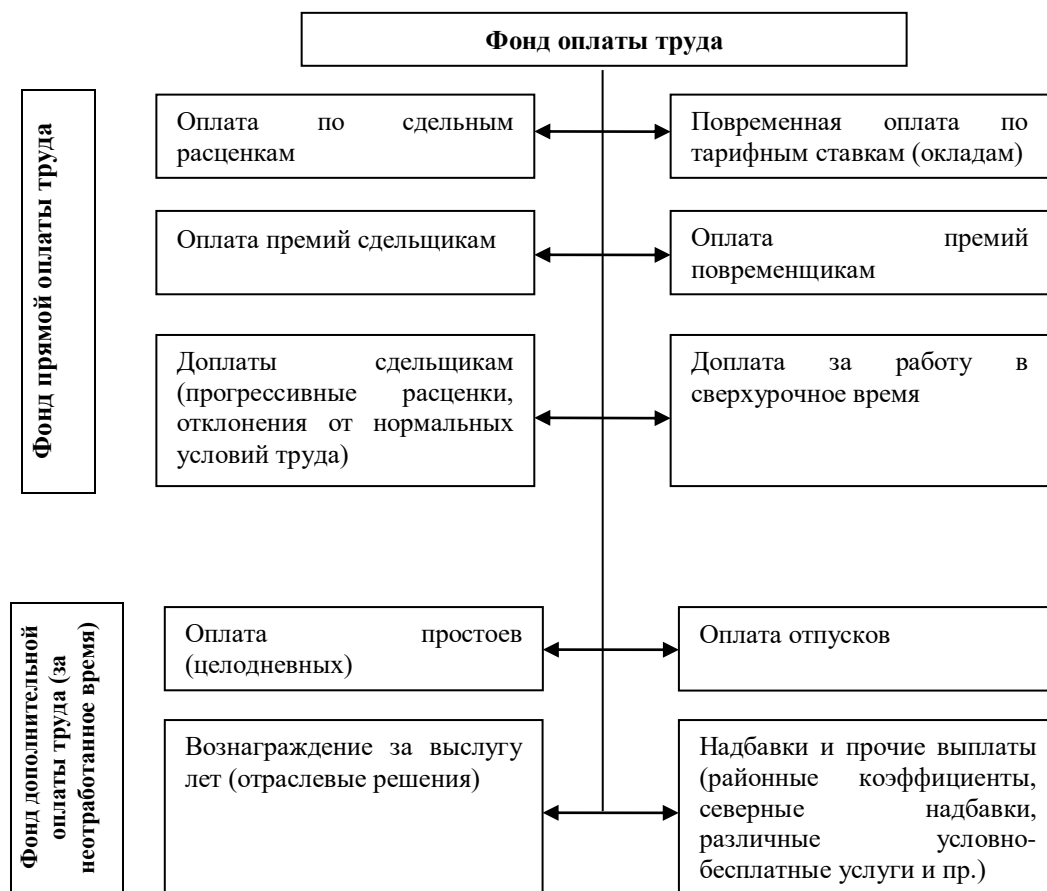 Фонд оплаты труда
Фонд прямой оплаты труда
Оплата по сдельным
расценкам
Повременная оплата по
тарифным ставкам (окладам)
Оплата премий сдельщикам
Оплата премий
повременщикам
Доплаты сдельщикам
(прогрессивные расценки,
отклонения от нормальных
условий труда)
Доплата за работу в
сверхурочное время
Фонд дополнительной
оплаты труда (за
неотработанное время)
Оплата простоев
(целодневных)
Оплата отпусков
Вознаграждение за выслугу
лет (отраслевые решения)
Надбавки и прочие выплаты
(районные коэффициенты,
северные надбавки,
различные условно-
бесплатные услуги и пр.)